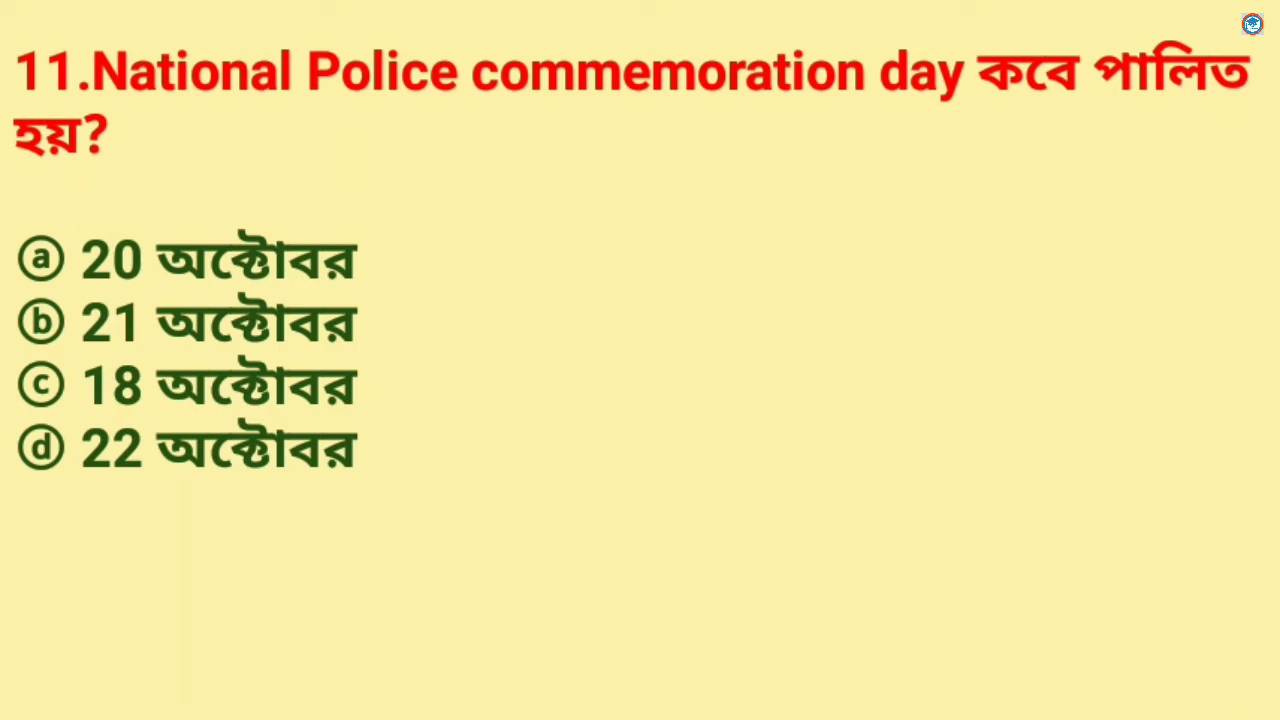 11.National Police commemoration day কবে পালিত
হয়?
ⓐ 20 অক্টোবর
ⓑ 21 অক্টোবর
ⓒ 18 অক্টোবর
ⓓ 22 অক্টোবর